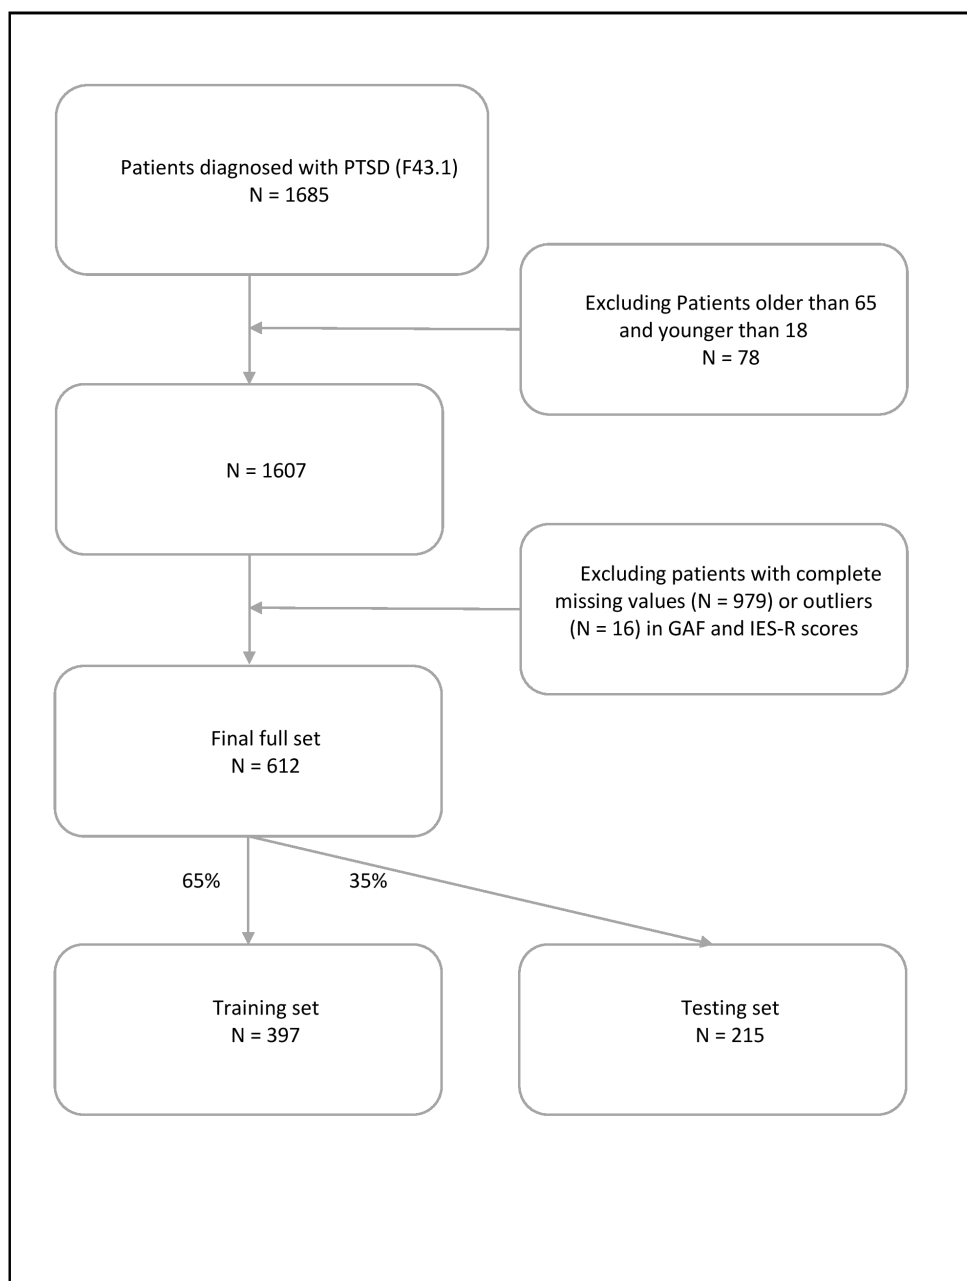 Patients diagnosed with PTSD (F43.1)
N = 1685
Excluding Patients older than 65
and younger than 18
N = 78
N = 1607
Excluding patients with complete
missing values (N = 979) or outliers
(N = 16) in GAF and IES-R scores
Final full set
N = 612
65%
35%
Training set
N = 397
Testing set
N = 215